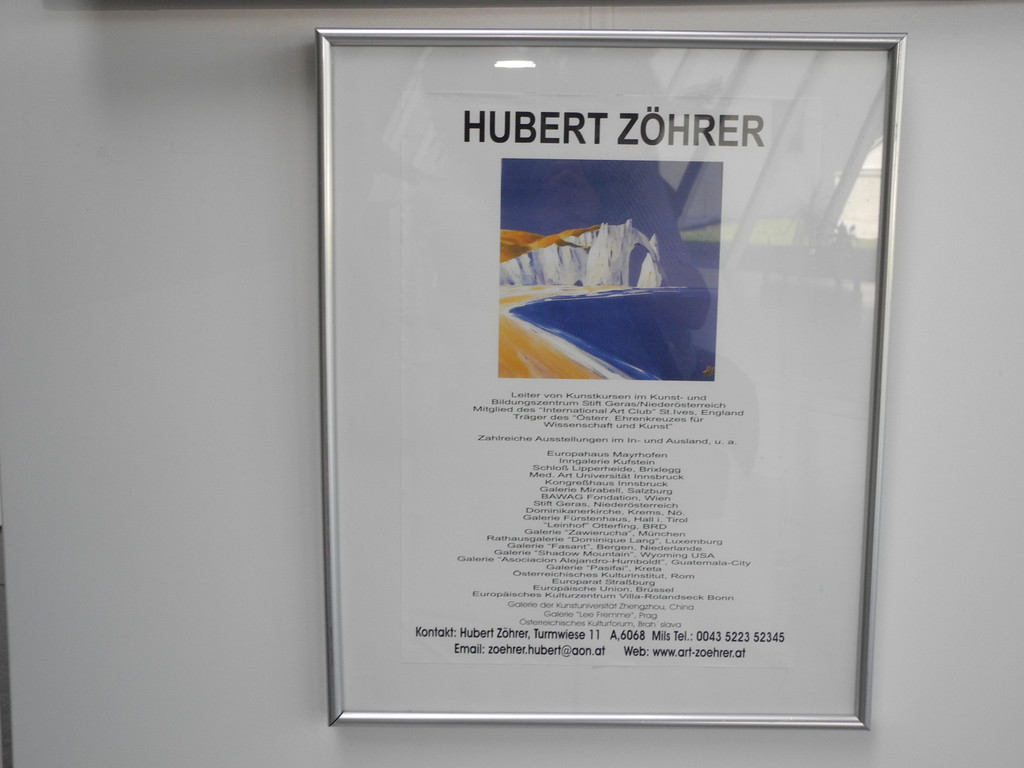 HUBERT ZÖHRER
Leiter von Kunstkursen im Kunst- und
Bildungszentrum Stift Geras/Niederösterreich
Mitglied des "International Art Club" St.Ives, England
Träger des "Österr. Ehrenkreuzes für
Wissenschaft und Kunst"
Zahlreiche Ausstellungen im In- und Ausland, u. a.
Europahaus Mayrhofen
Inngalerie Kufstein
Schloß Lipperheide, Brixlegg
Med. Art Universität Innsbruck
Kongreßhaus Innsbruck
Galerie Mirabell, Salzburg
BAWAG Fondation, Wien
Stift Geras, Niederösterreich
Dominikanerkirche, Krems, Nö.
Galerie Fürstenhaus, Hall i. Tirol
"Leinhof" Otterfing, BRD
Galerie "Zawierucha", München
Rathausgalerie "Dominique Lang", Luxemburg
Galerie "Fasant", Bergen, Niederlande
Galerie "Shadow Mountain", Wyoming USA
Galerie "Asociacion Alejandro-Humboldt", Guatemala-City
Galerie "Pasifai", Kreta
Österreichisches Kulturinstitut, Rom
Europarat Straßburg
Europäische Union, Brüssel
Europäisches Kulturzentrum Villa-Rolandseck Bonn
Galerie der Kunstuniversität Zhengzhou, China
Galerie "Lee Fremme", Prag
Österreichisches Kulturforum,
Kontakt: Hubert Zöhrer, Turmwiese 11 A,6068 Mils Tel.: 0043 5223 52345
Email: zoehrer.hubert@aon.at Web: www.art-zoehrer.at